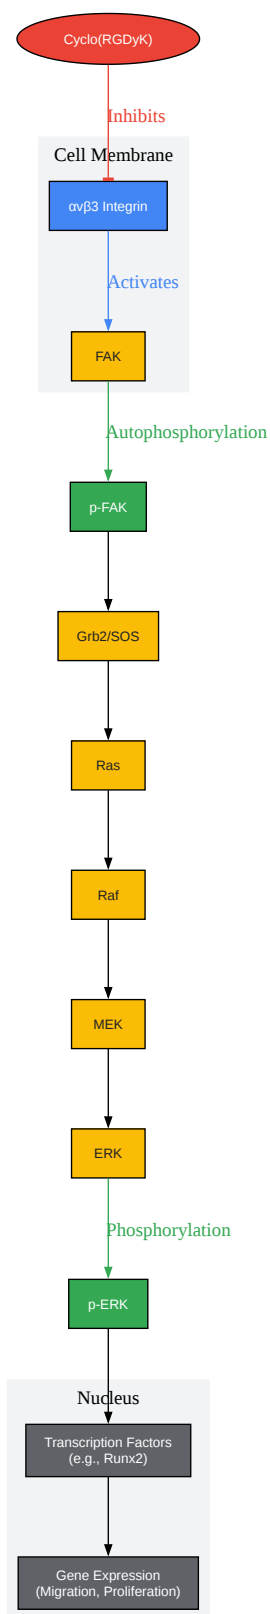 Cyclo(RGDyK)
Inhibits
Cell Membrane
αvβ3 Integrin
Activates
FAK
Autophosphorylation
p-FAK
Grb2/SOS
Ras
Raf
MEK
ERK
Phosphorylation
p-ERK
Nucleus
Transcription Factors
(e.g., Runx2)
Gene Expression
(Migration, Proliferation)